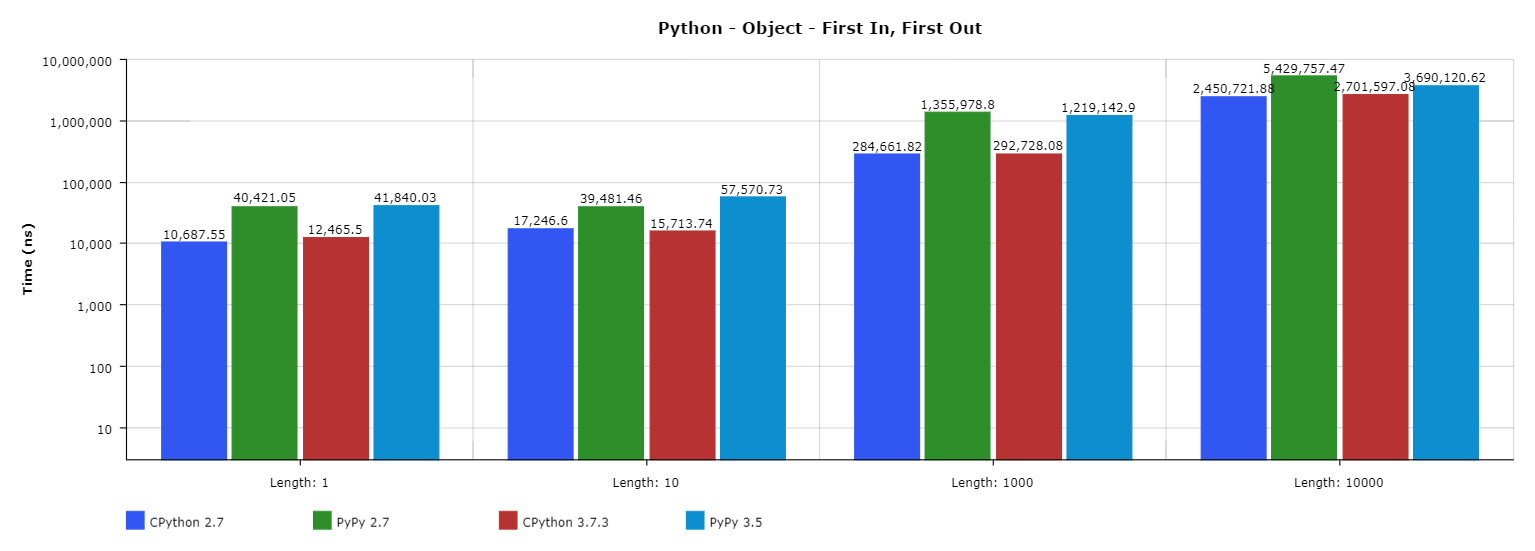 Python - Object - First In, First Out
10,000,000
1,000,000
100,000
10,000
1,000
100
10
Time (ns)
10,687.55
40,421.05
12,465.5
41,840.03
17,246.6
39,481.46
15,713.74
57,570.73
284,661.82
1,355,978.8
292,728.08
1,219,142.9
2,450,721.88
5,429,757.47
2,701,597.08
3,690,120.62
Length: 1
Length: 10
Length: 1000
Length: 10000
CPython 2.7
PyPy 2.7
CPython 3.7.3
PyPy 3.5